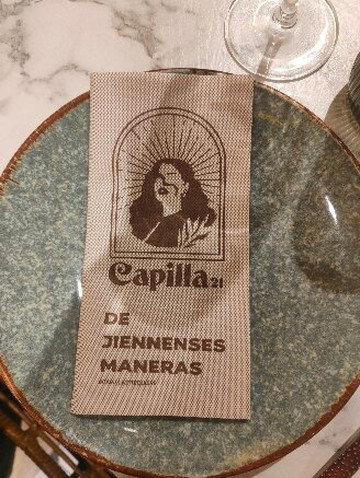 Capilla 21
DE
JIENNENSES
MANERAS